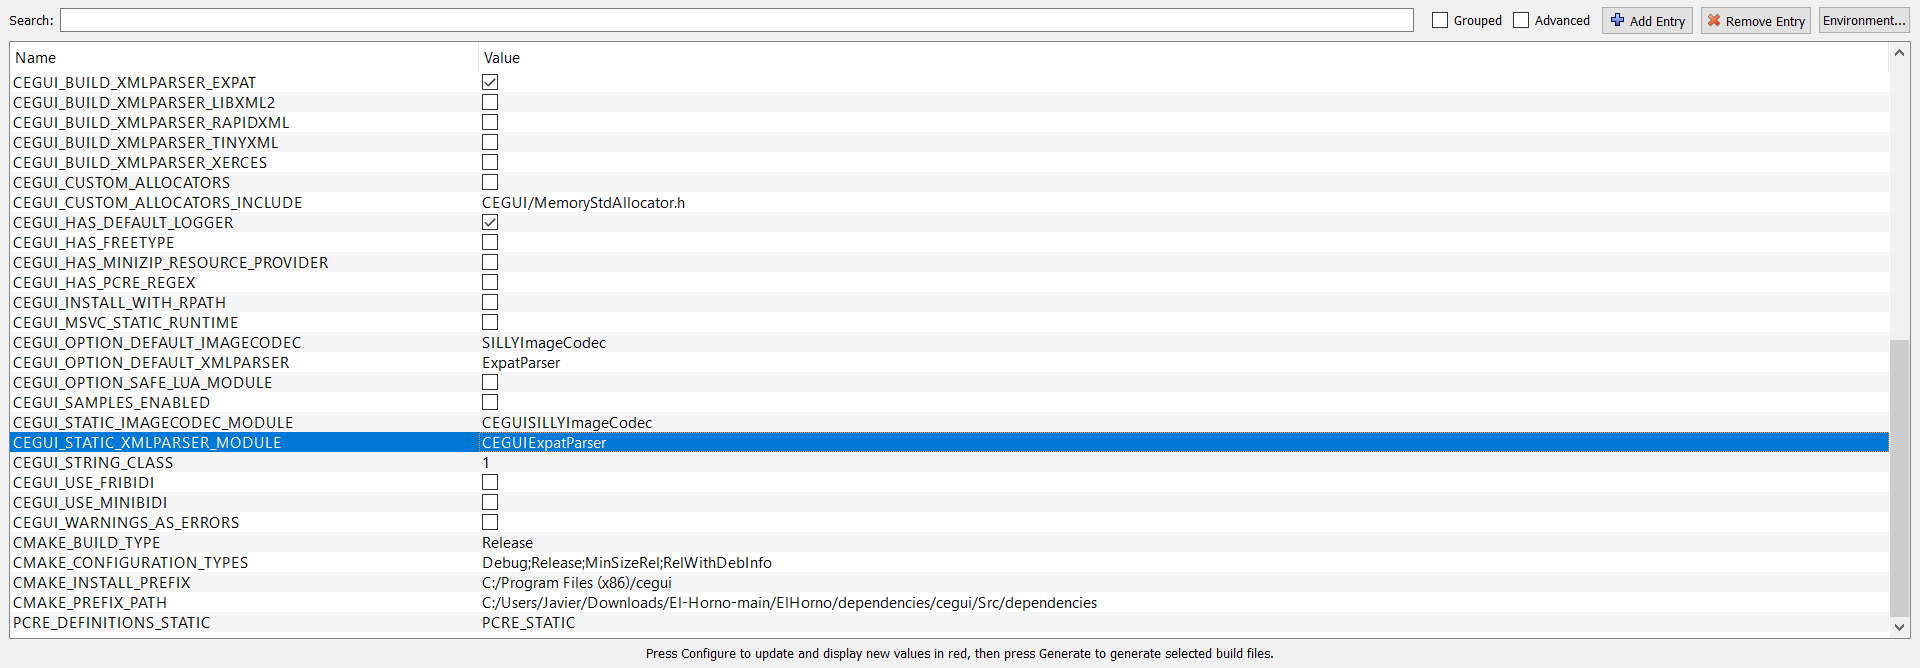 Search: Grouped Advanced Add Entry Remove Entry Environment...
Name Value
CEGUI_BUILD_XMLPARSER_EXPAT
CEGUI_BUILD_XMLPARSER_LIBXML2
CEGUI_BUILD_XMLPARSER_RAPIDXML
CEGUI_BUILD_XMLPARSER_TINYXML
CEGUI_BUILD_XMLPARSER_XERCES
CEGUI_CUSTOM_ALLOCATORS
CEGUI_CUSTOM_ALLOCATORS_INCLUDE CEGUI/MemoryStdAllocator.h
CEGUI_HAS_DEFAULT_LOGGER
CEGUI_HAS_FREETYPE
CEGUI_HAS_MINIZIP_RESOURCE_PROVIDER
CEGUI_HAS_PCRE_REGEX
CEGUI_INSTALL_WITH_RPATH
CEGUI_MSVC_STATIC_RUNTIME
CEGUI_OPTION_DEFAULT_IMAGECODEC SILLYImageCodec
CEGUI_OPTION_DEFAULT_XMLPARSER ExpatParser
CEGUI_OPTION_SAFE_LUA_MODULE
CEGUI_SAMPLES_ENABLED
CEGUI_STATIC_IMAGECODEC_MODULE CEGUISILLYImageCodec
CEGUI_STATIC_XMLPARSER_MODULE CEGUIExpatParser
CEGUI_STRING_CLASS 1
CEGUI_USE_FRIBIDI
CEGUI_USE_MINIBIDI
CEGUI_WARNINGS_AS_ERRORS
CMAKE_BUILD_TYPE Release
CMAKE_CONFIGURATION_TYPES Debug;Release;MinSizeRel;RelWithDebInfo
CMAKE_INSTALL_PREFIX C:/Program Files (x86)/cegui
CMAKE_PREFIX_PATH C:/Users/Javier/Downloads/El-Horno-main/ElHorno/dependencies/cegui/Src/dependencies
PCRE_DEFINITIONS_STATIC PCRE_STATIC
Press Configure to update and display new values in red, then press Generate to generate selected build files.